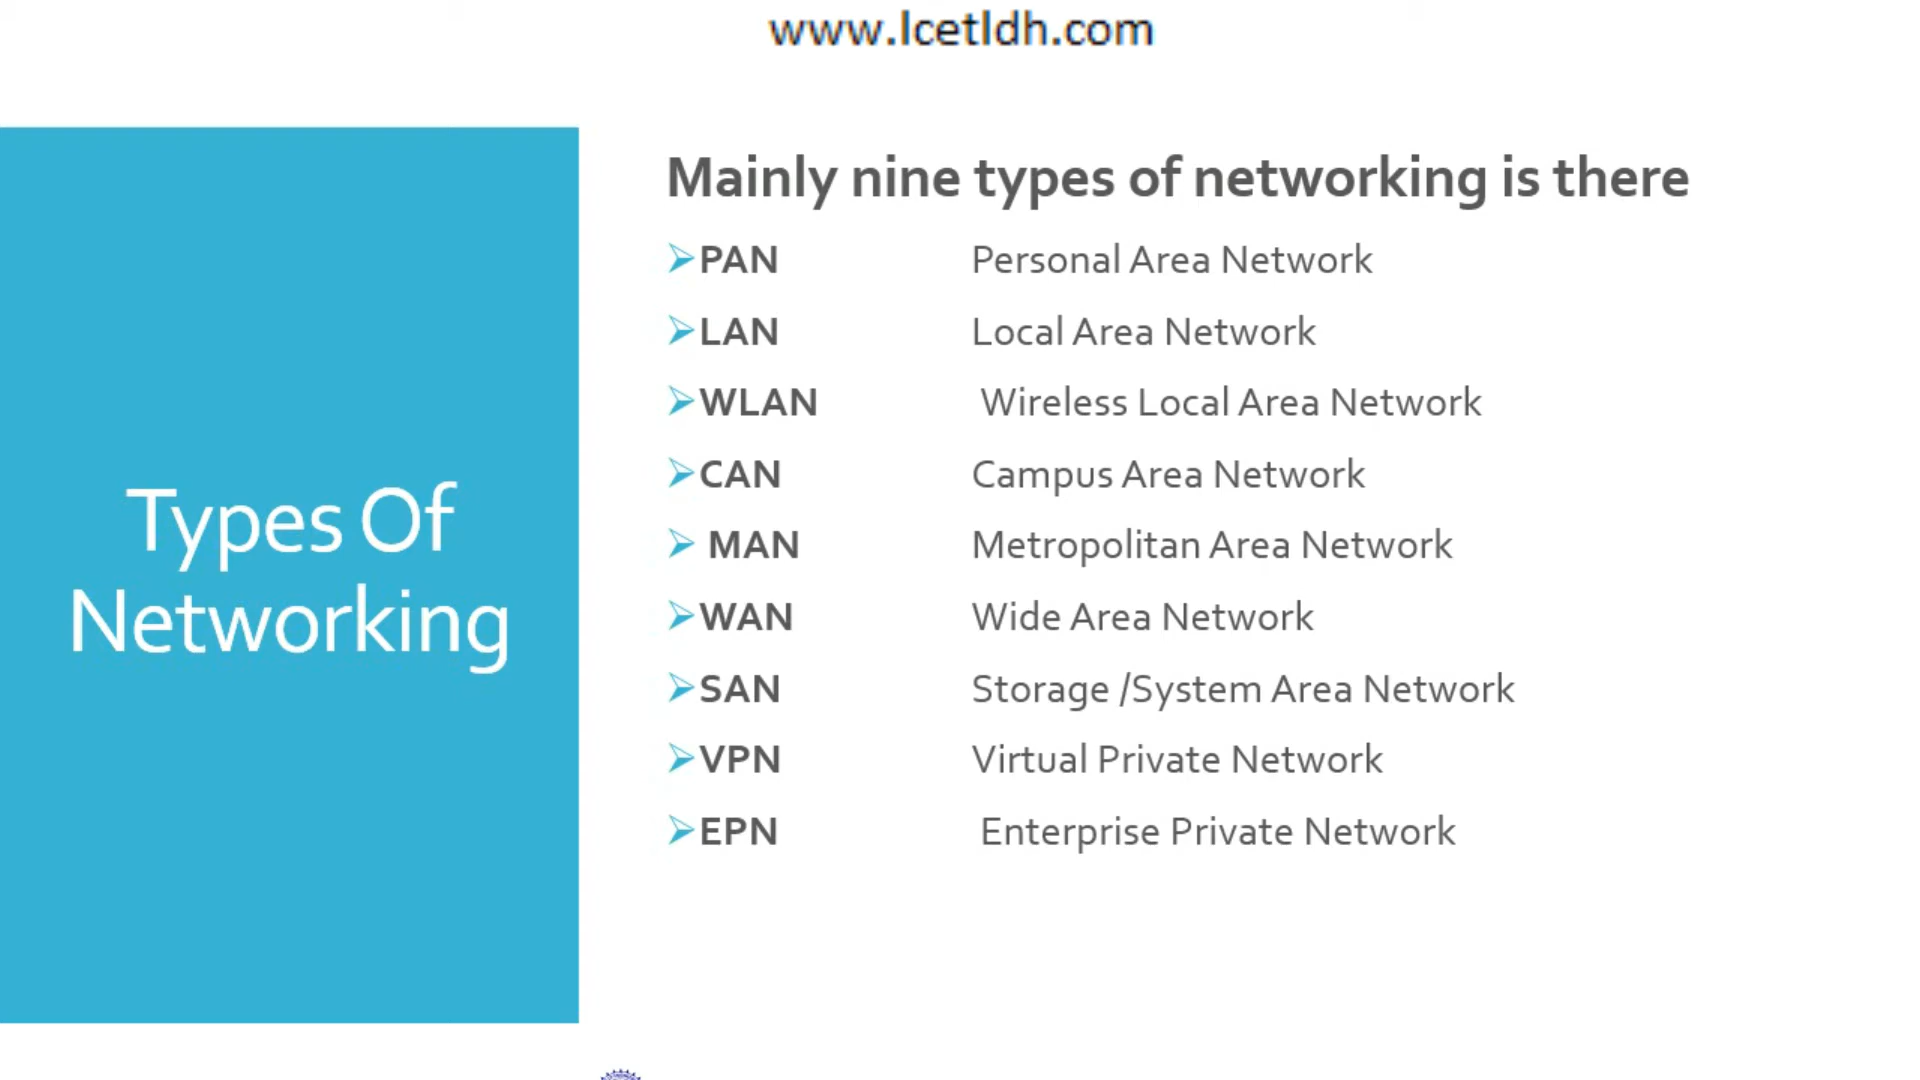 www.lcetldh.com
Types Of
Networking
Mainly nine types of networking is there
➢PAN Personal Area Network
➢LAN Local Area Network
➢WLAN Wireless Local Area Network
➢CAN Campus Area Network
➢ MAN Metropolitan Area Network
➢WAN Wide Area Network
➢SAN Storage /System Area Network
➢VPN Virtual Private Network
➢EPN Enterprise Private Network